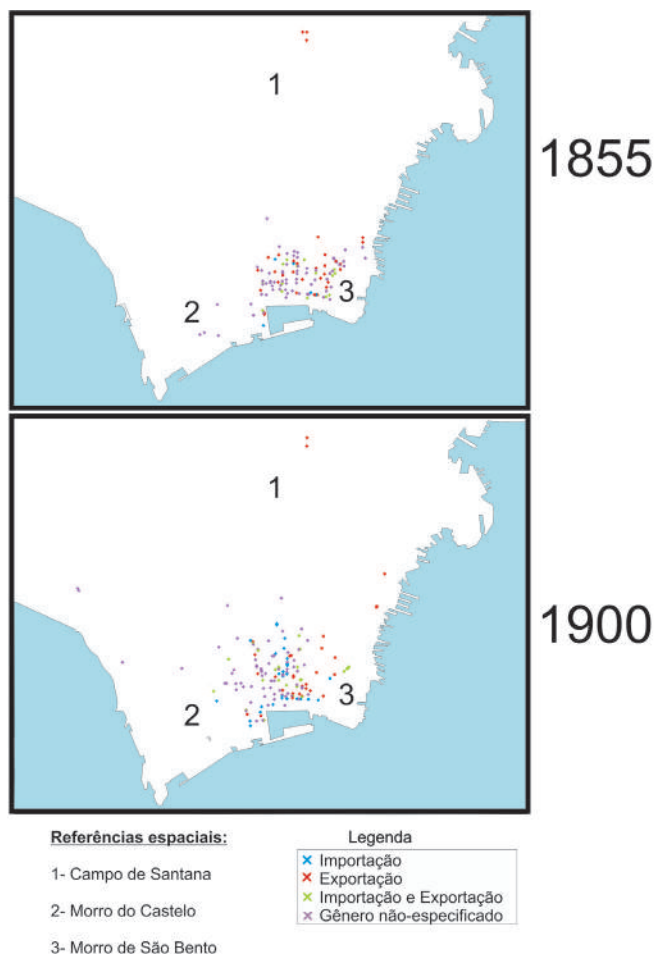 1
1855
3
2
1
1900
3
2
Referências espaciais:
1- Campo de Santana
2- Morro do Castelo
3- Morro de São Bento
Legenda
Importação
Exportação
Importação e Exportação
Gênero não-especificado